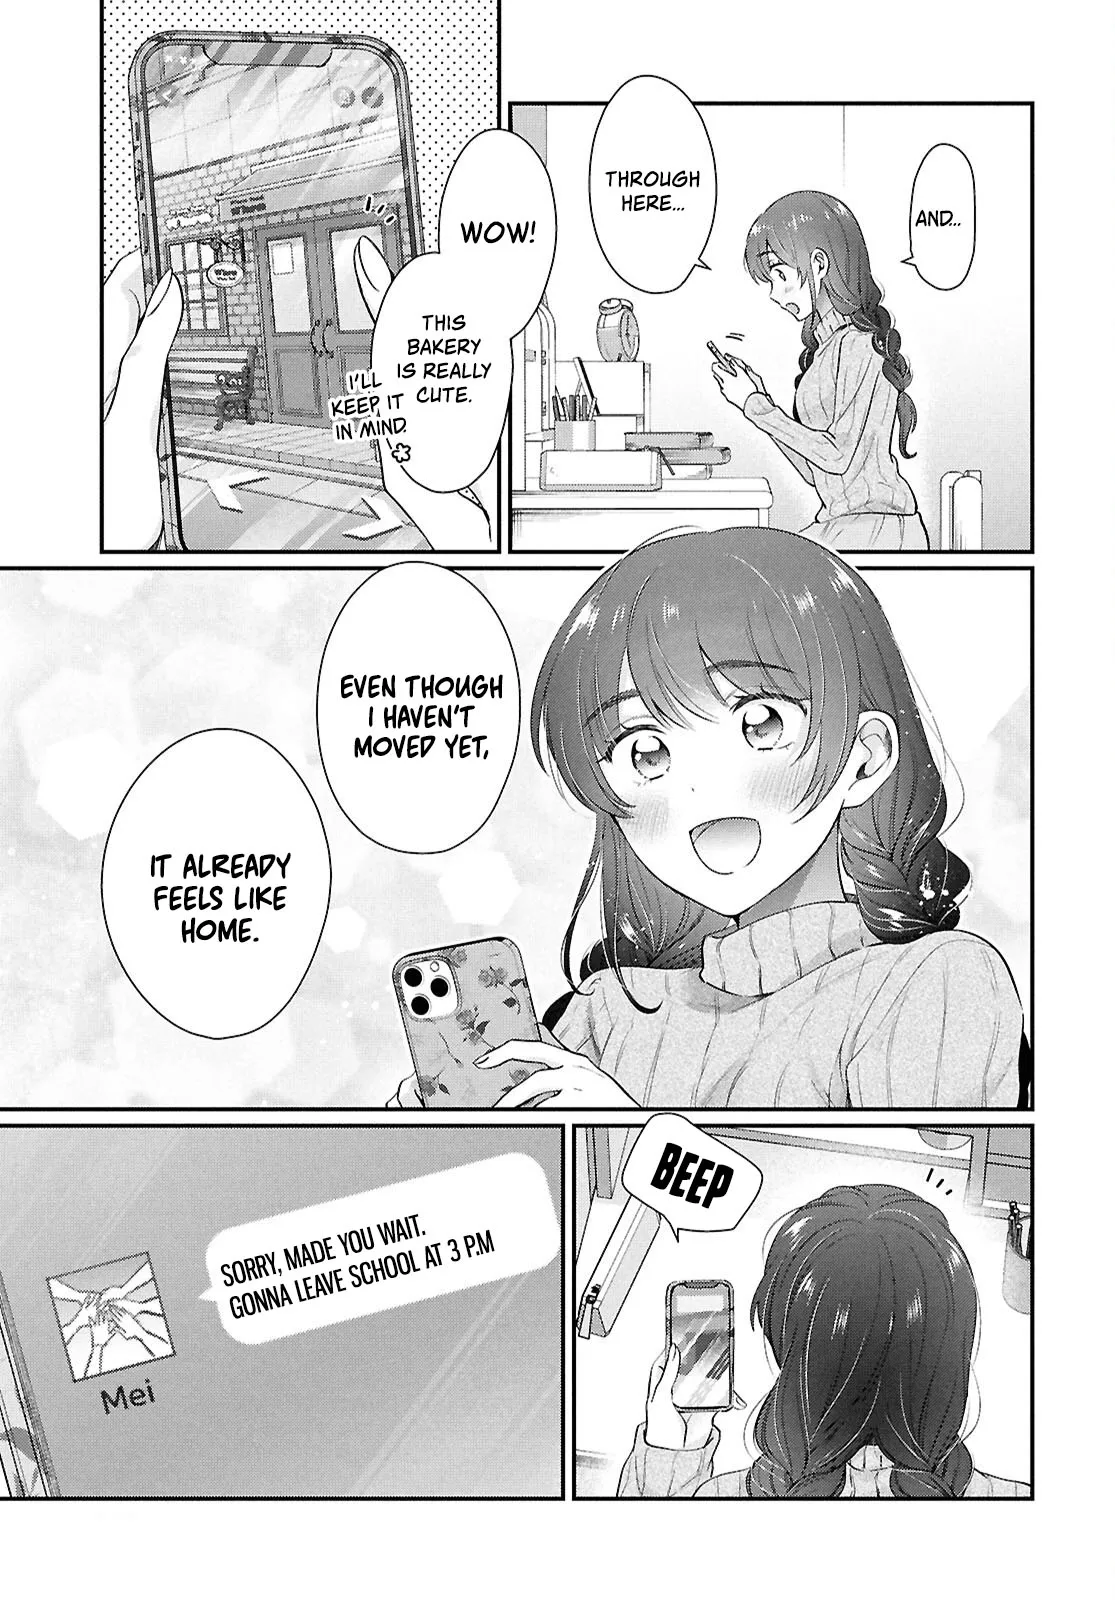 AND...
THROUGH
HERE...
WOW!
THIS
BAKERY
IS REALLY
CUTE.
I'LL
KEEP IT
IN MIND
EVEN THOUGH
I HAVEN'T
MOVED YET,
IT ALREADY
FEELS LIKE
HOME.
BEEP
SORRY, MADE YOU WAIT.
GONNA LEAVE SCHOOL AT 3 P.M
Mei